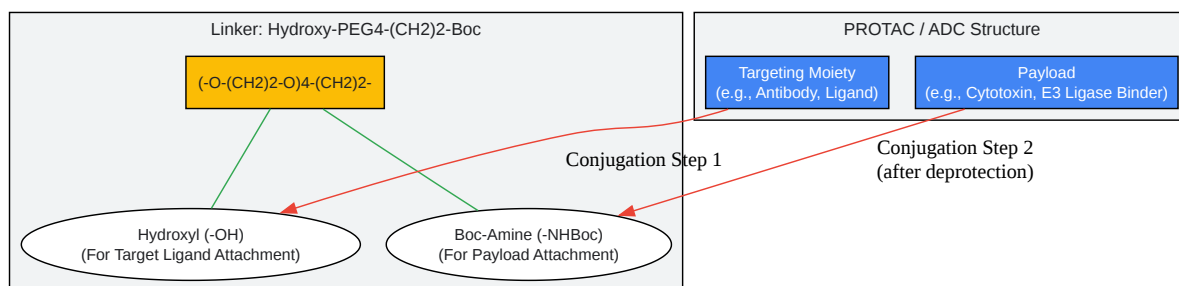 Linker: Hydroxy-PEG4-(CH2)2-Boc
(-O-(CH2)2-O)4-(CH2)2-
Hydroxyl (-OH)
(For Target Ligand Attachment)
Boc-Amine (-NHBoc)
(For Payload Attachment)
PROTAC / ADC Structure
Targeting Moiety
(e.g., Antibody, Ligand)
Payload
(e.g., Cytotoxin, E3 Ligase Binder)
Conjugation Step 1
Conjugation Step 2
(after deprotection)